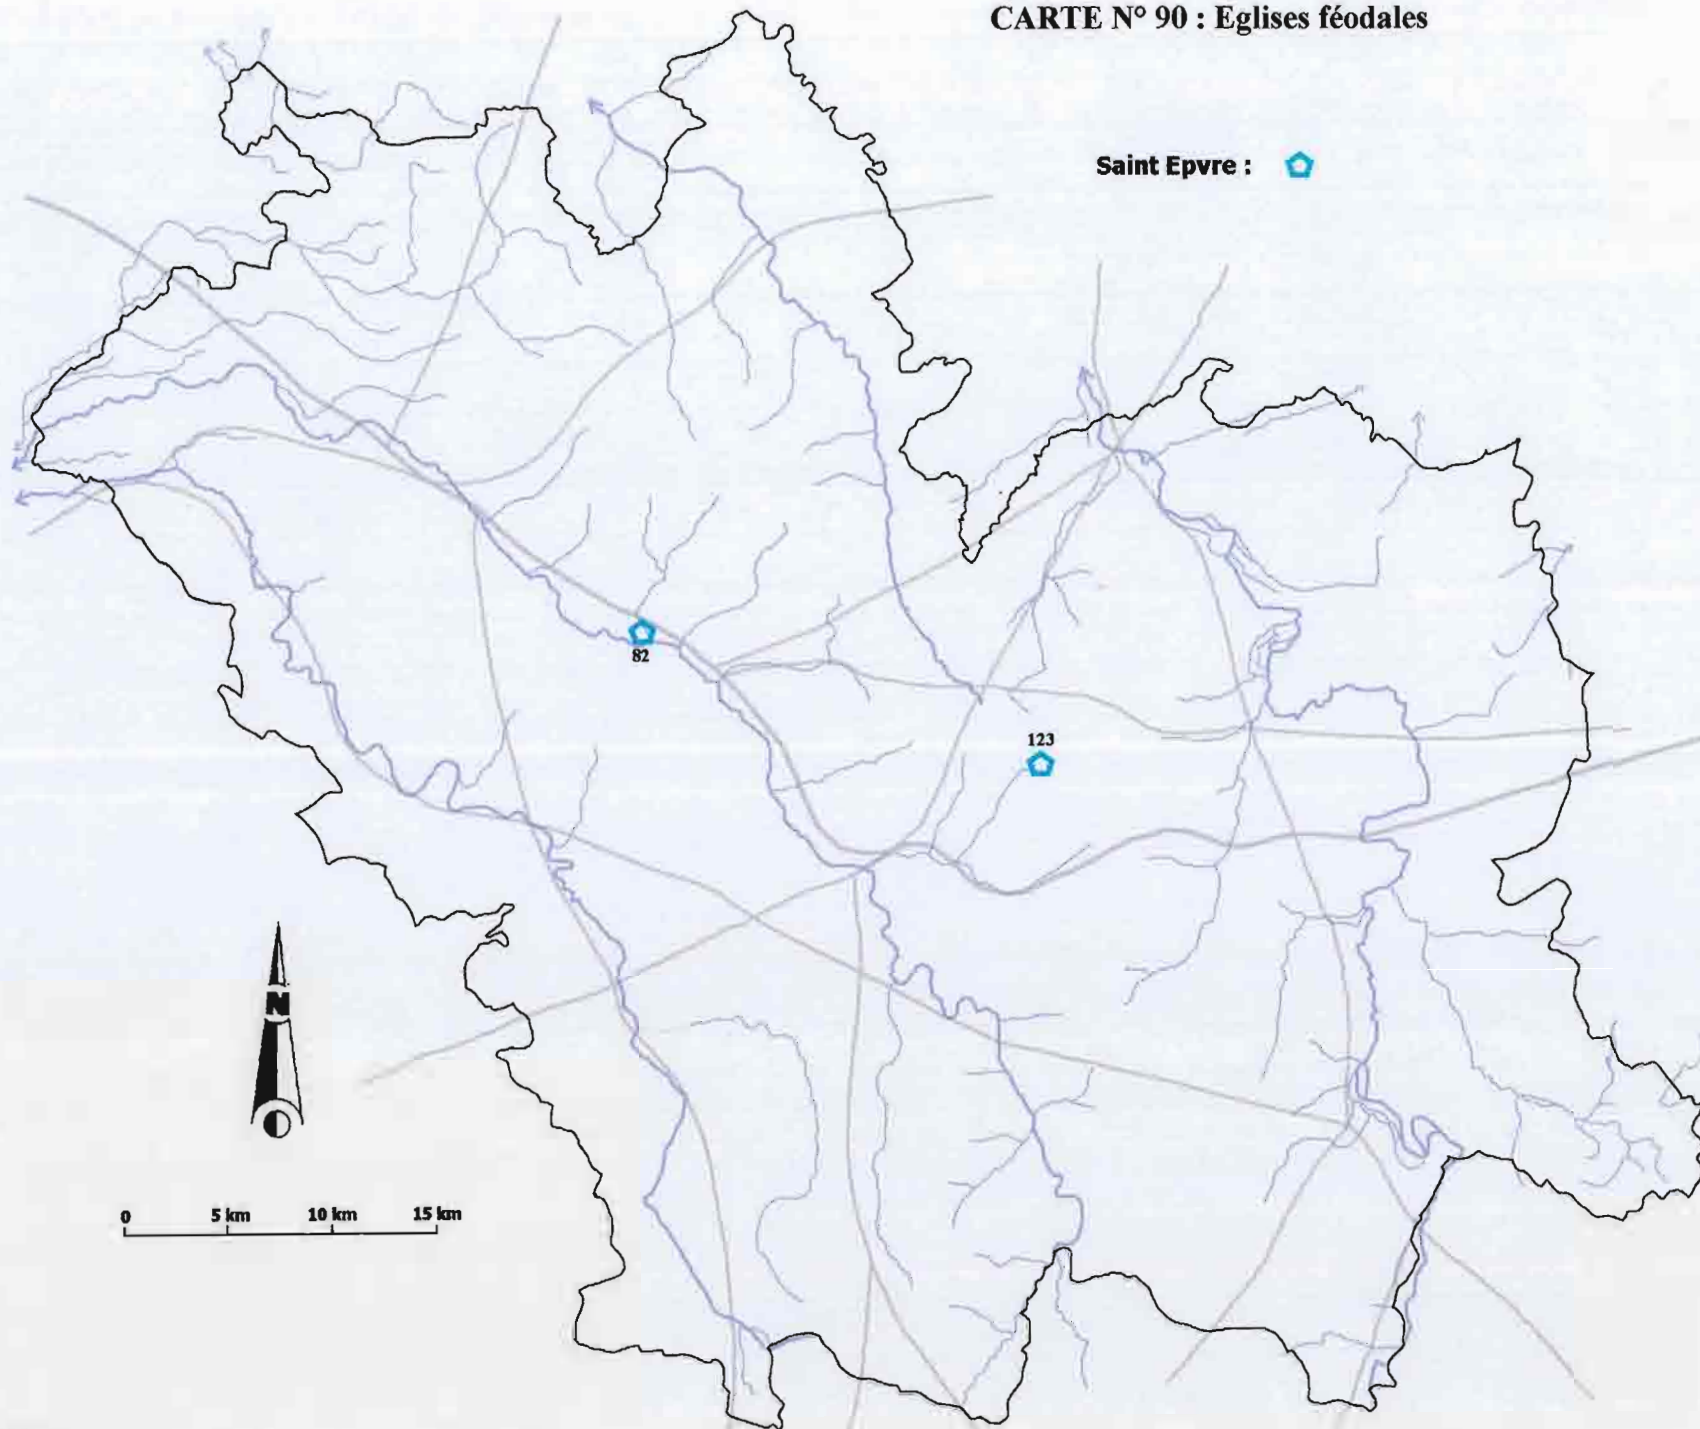 CARTE N° 90 : Eglises féodales
Saint Epvre :
82
123
N
0 5 km 10 km 15 km